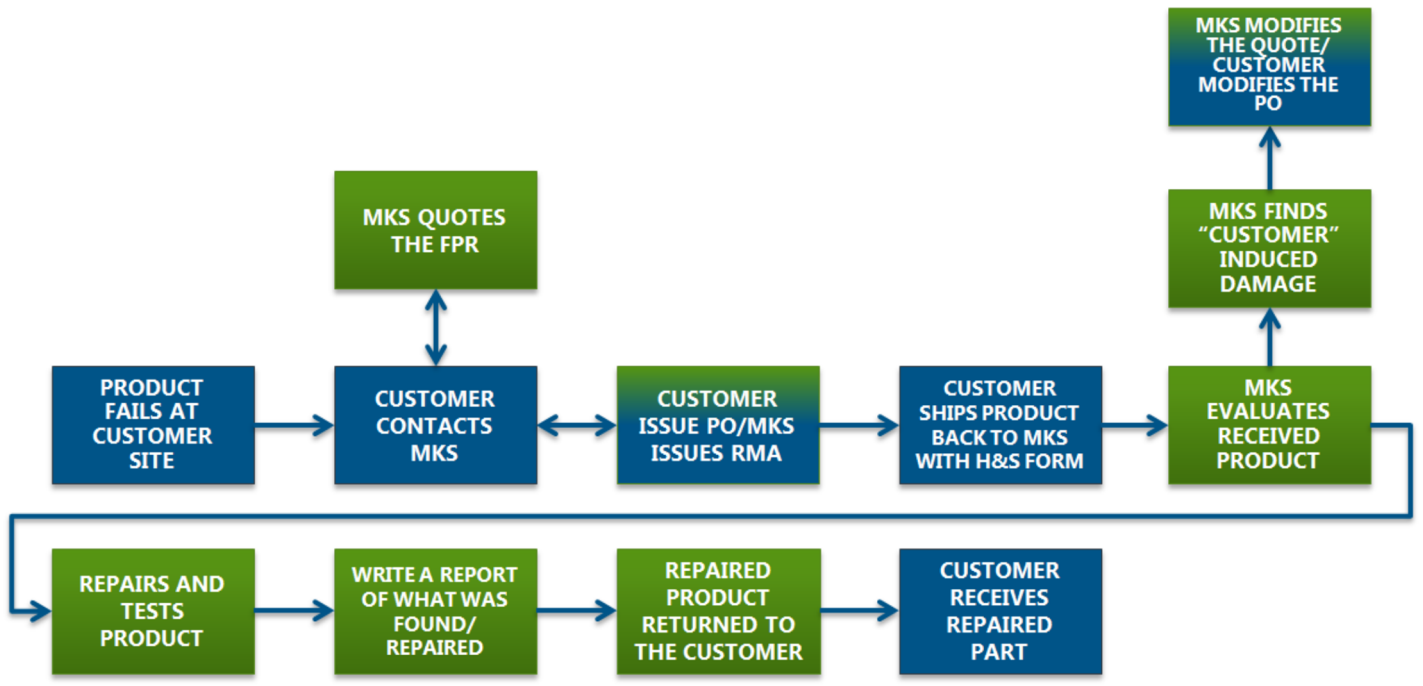 MKS MODIFIES
THE QUOTE/
CUSTOMER
MODIFIES THE
PO
MKS QUOTES
THE FPR
MKS FINDS
“CUSTOMER”
INDUCED
DAMAGE
PRODUCT
FAILS AT
CUSTOMER
SITE
CUSTOMER
CONTACTS
MKS
CUSTOMER
ISSUE PO/MKS
ISSUES RMA
CUSTOMER
SHIPS PRODUCT
BACK TO MKS
WITH H&S FORM
MKS
EVALUATES
RECEIVED
PRODUCT
REPAIRS AND
TESTS
PRODUCT
WRITE A REPORT
OF WHAT WAS
FOUND/
REPAIRED
REPAIRED
PRODUCT
RETURNED TO
THE CUSTOMER
CUSTOMER
RECEIVES
REPAIRED
PART